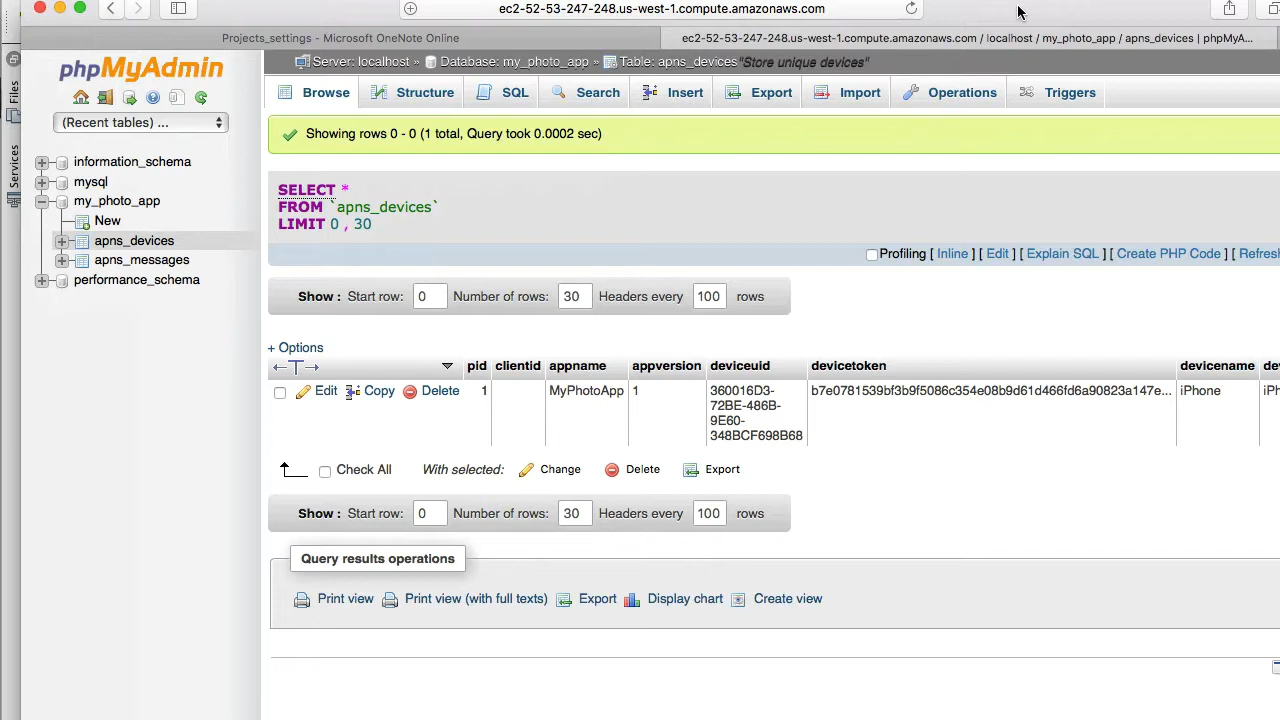 ec2-52-53-247-248.us-west-1.compute.amazonaws.com
Projects_settings - Microsoft OneNote Online
ec2-52-53-247-248.us-west-1.compute.amazonaws.com / localhost / my_photo_app / apns_devices | phpMyA...
Files
Services
phpMyAdmin
(Recent tables) ...
information_schema
mysql
my_photo_app
New
apns_devices
apns_messages
performance_schema
Server: localhost » Database: my_photo_app » Table: apns_devices "Store unique devices"
Browse Structure SQL Search Insert Export Import Operations Triggers
Showing rows 0 - 0 (1 total, Query took 0.0002 sec)
SELECT *
FROM `apns_devices`
LIMIT 0 , 30
Profiling [ Inline ] [ Edit ] [ Explain SQL ] [ Create PHP Code ] [ Refresh
Show : Start row: 0 Number of rows: 30 Headers every 100 rows
+ Options
pid clientid appname appversion deviceuid devicetoken devicename de
Edit Copy Delete 1 MyPhotoApp 1 360016D3- b7e0781539bf3b9f5086c354e08b9d61d466fd6a90823a147e... iPhone iPh
72BE-486B-
9E60-
348BCF698B68
Check All With selected: Change Delete Export
Show : Start row: 0 Number of rows: 30 Headers every 100 rows
Query results operations
Print view Print view (with full texts) Export Display chart Create view